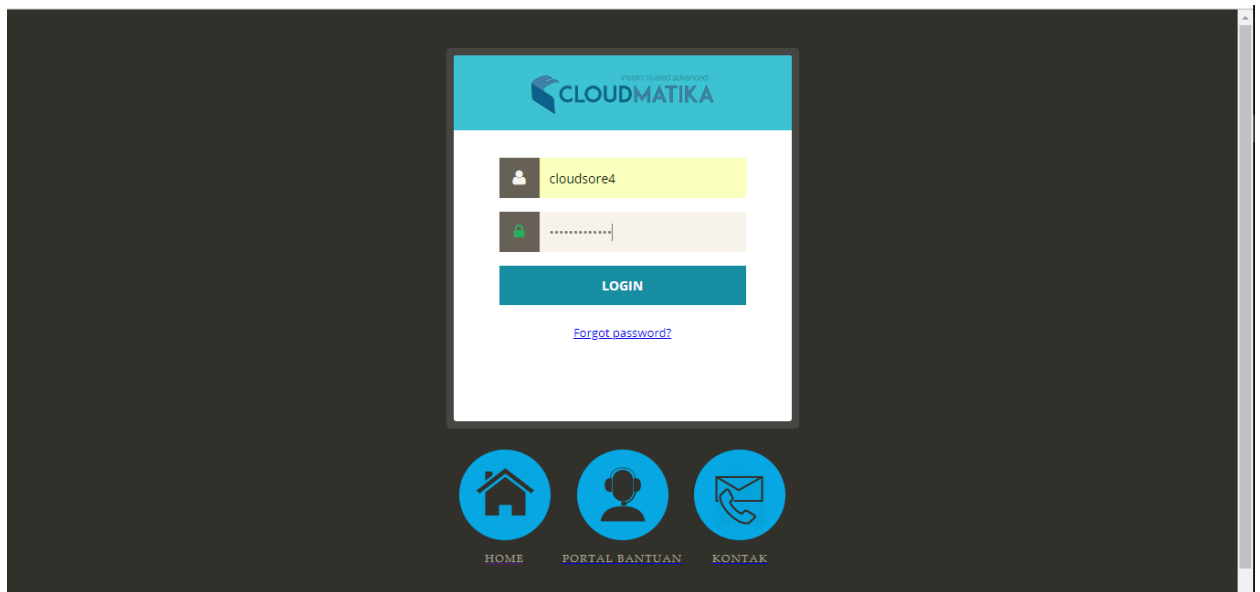 instant trusted advanced
CLOUDMATIKA
cloudsore4
•••••••••••••
LOGIN
Forgot password?
HOME PORTAL BANTUAN KONTAK